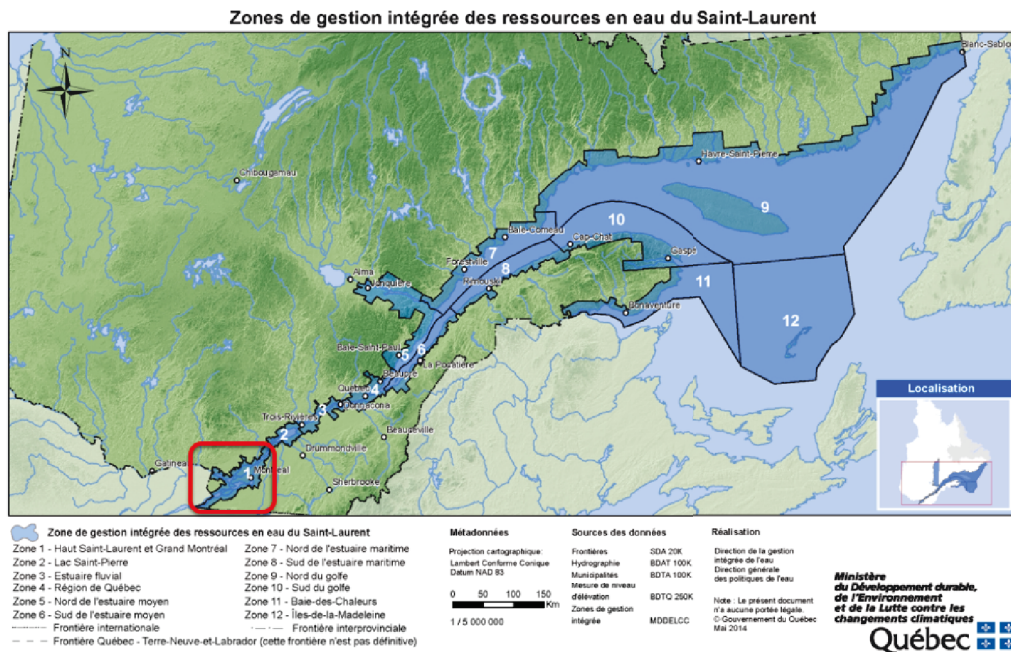 Zones de gestion intégrée des ressources en eau du Saint-Laurent
N
Blanc-Sablon
Havre-Saint-Pierre
Chibougamau
9
10
Baie-Comeau
Cap-Chat
7
Gaspé
Forestville
8
Alma
Rimouski
11
Jonquière
Bonaventure
12
Baie-Saint-Paul
5
6
La Pocatière
Beaupré
Québec
4
Localisation
3
Donnacona
Trois-Rivières
2
Beauceville
Drummondville
Gatineau
1
Montréal
Sherbrooke
Zone de gestion intégrée des ressources en eau du Saint-Laurent
Zone 1 - Haut Saint-Laurent et Grand Montréal
Zone 2 - Lac Saint-Pierre
Zone 3 - Estuaire fluvial
Zone 4 - Région de Québec
Zone 5 - Nord de l'estuaire moyen
Zone 6 - Sud de l'estuaire moyen
Zone 7 - Nord de l'estuaire maritime
Zone 8 - Sud de l'estuaire maritime
Zone 9 - Nord du golfe
Zone 10 - Sud du golfe
Zone 11 - Baie-des-Chaleurs
Zone 12 - Îles-de-la-Madeleine
Frontière internationale
Frontière interprovinciale
Frontière Québec - Terre-Neuve-et-Labrador (cette frontière n'est pas définitive)
Métadonnées
Projection cartographique:
Lambert Conforme Conique
Datum NAD 83
0 50 100 150
Km
1 / 5 000 000
Sources des données
Frontières SDA 20K
Hydrographie BDAT 100K
Municipalités BDTA 100K
Mesure de niveau
d'élévation BDTQ 250K
Zones de gestion
intégrée MDDELCC
Réalisation
Direction de la gestion
intégrée de l'eau
Direction générale
des politiques de l'eau
Note : Le présent document
n'a aucune portée légale.
© Gouvernement du Québec
Mai 2014
Ministère
du Développement durable,
de l'Environnement
et de la Lutte contre les
changements climatiques
Québec